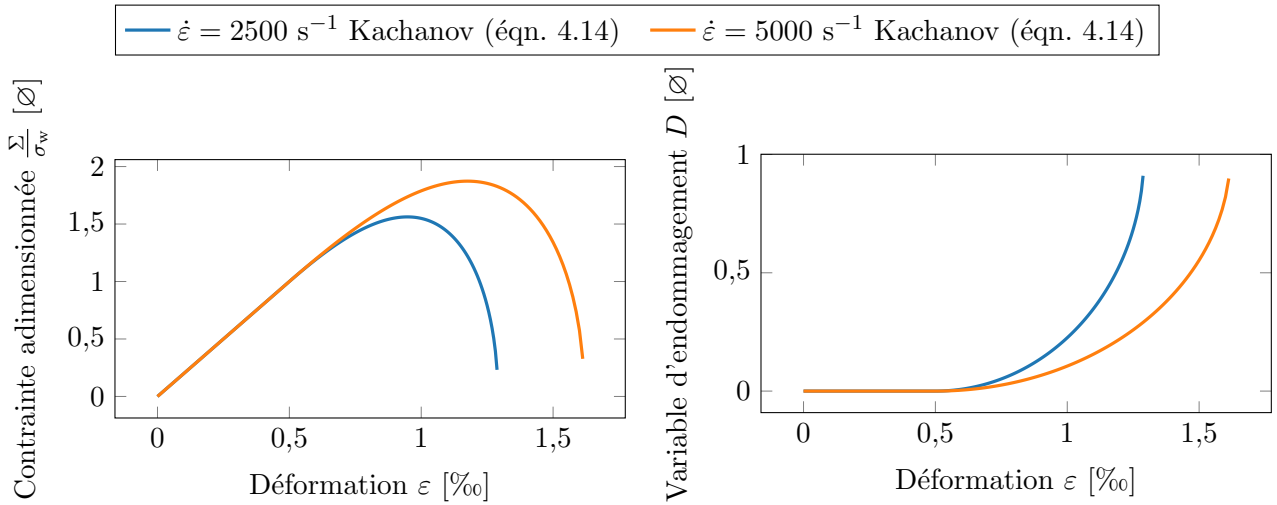 ε̇ = 2500 s⁻¹ Kachanov (éqn. 4.14)
ε̇ = 5000 s⁻¹ Kachanov (éqn. 4.14)
Contrainte adimensionnée Σ/σ_w [∅]
2
1,5
1
0,5
0
0
0,5
1
1,5
Déformation ε [‰]
Variable d'endommagement D [∅]
1
0,5
0
0
0,5
1
1,5
Déformation ε [‰]